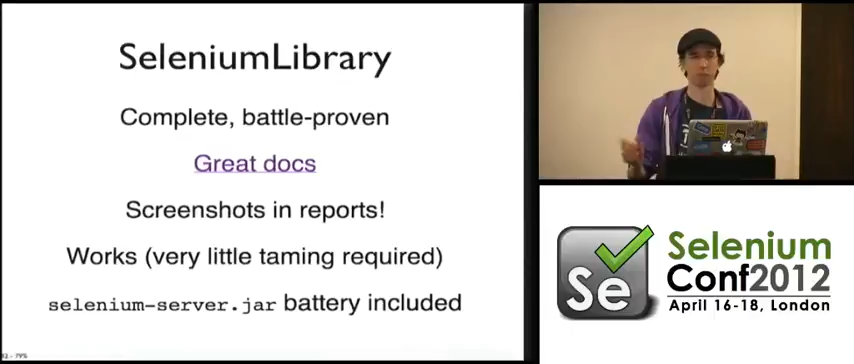 SeleniumLibrary
Complete, battle-proven
Great docs
Screenshots in reports!
Works (very little taming required)
selenium-server.jar battery included
Se
Selenium
Conf2012
April 16-18, London